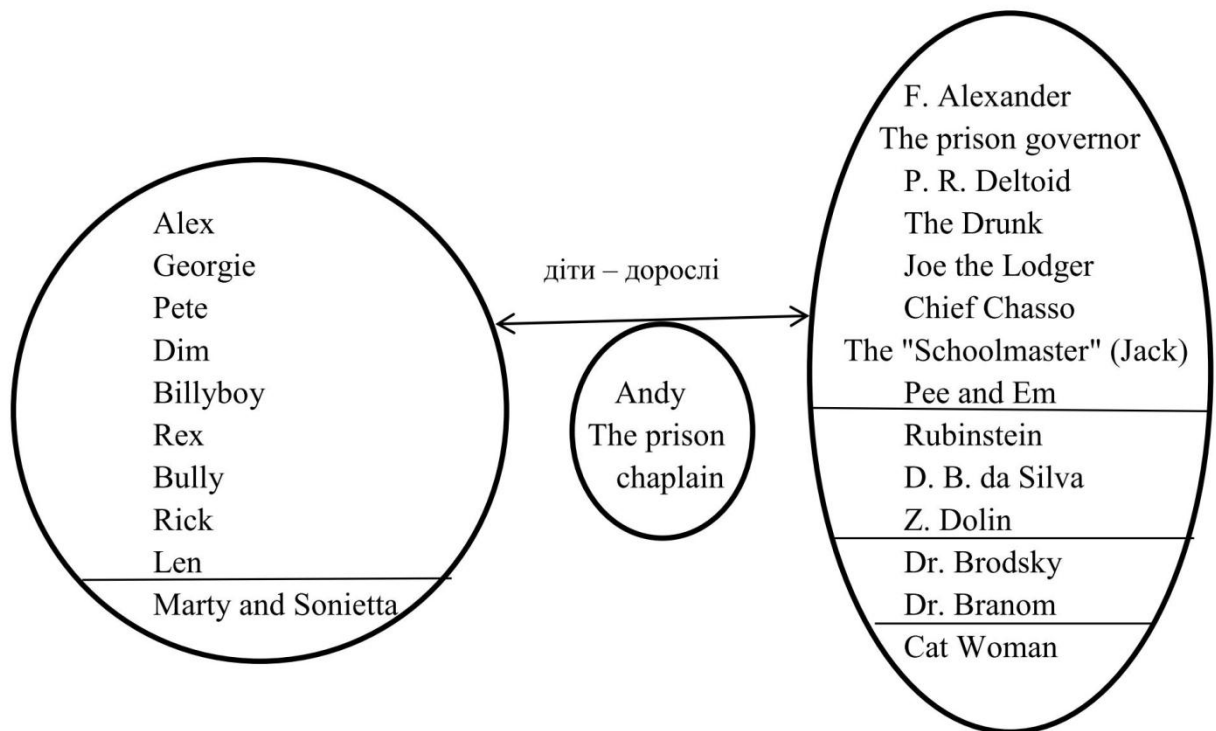 Alex
Georgie
Pete
Dim
Billyboy
Rex
Bully
Rick
Len
Marty and Sonietta
діти – дорослі
Andy
The prison
chaplain
F. Alexander
The prison governor
P. R. Deltoid
The Drunk
Joe the Lodger
Chief Chasso
The "Schoolmaster" (Jack)
Pee and Em
Rubinstein
D. B. da Silva
Z. Dolin
Dr. Brodsky
Dr. Branom
Cat Woman